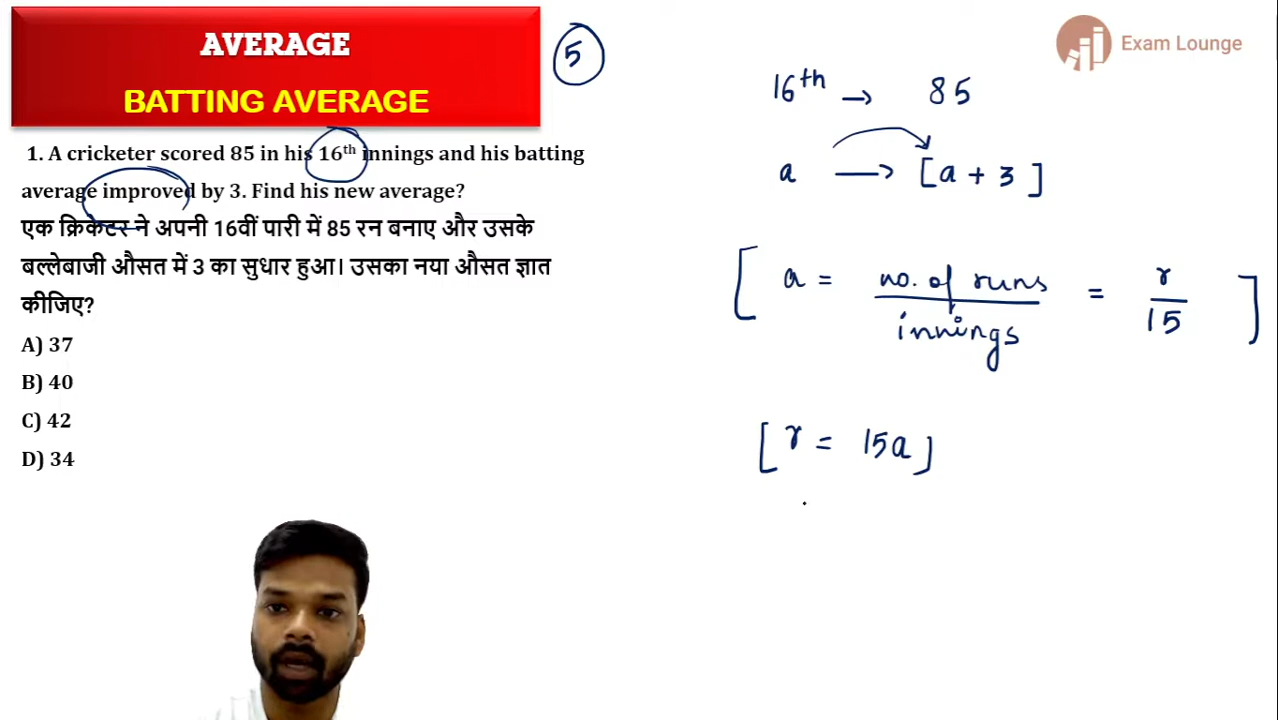 AVERAGE
BATTING AVERAGE
5
Exam Lounge
1. A cricketer scored 85 in his 16th innings and his batting
average improved by 3. Find his new average?
एक क्रिकेटर ने अपनी 16वीं पारी में 85 रन बनाए और उसके
बल्लेबाजी औसत में 3 का सुधार हुआ। उसका नया औसत ज्ञात
कीजिए?
A) 37
B) 40
C) 42
D) 34
16th → 85
a → [a + 3]
[ a = no. of runs / innings = r / 15 ]
[ r = 15a ]